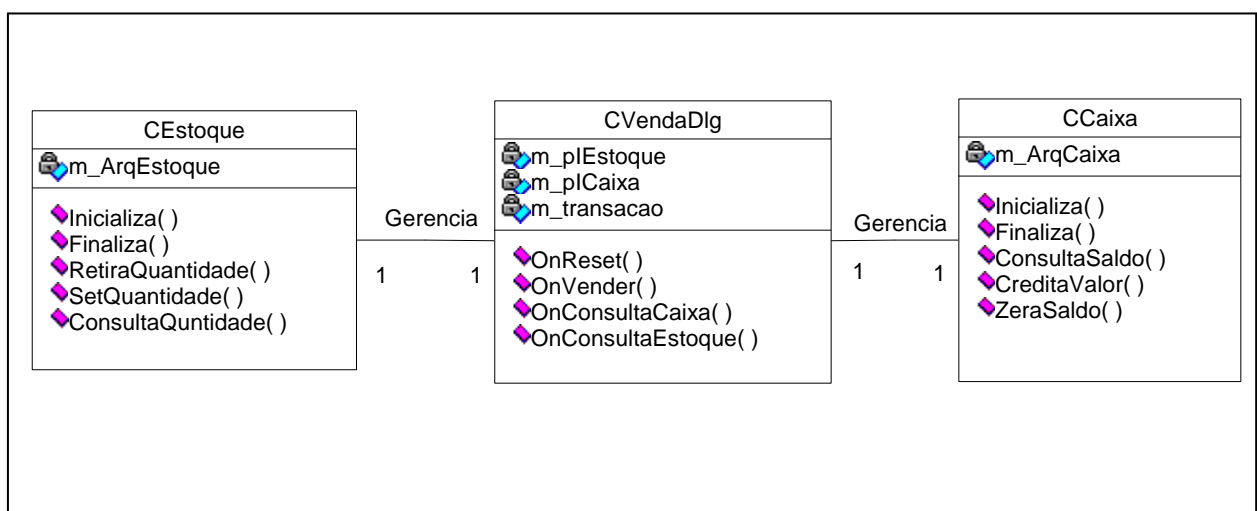 CEstoque
m_ArqEstoque
Inicializa( )
Finaliza( )
RetiraQuantidade( )
SetQuantidade( )
ConsultaQuntidade( )
Gerencia
1
1
CVendaDlg
m_pIEstoque
m_pICaixa
m_transacao
OnReset( )
OnVender( )
OnConsultaCaixa( )
OnConsultaEstoque( )
Gerencia
1
1
CCaixa
m_ArqCaixa
Inicializa( )
Finaliza( )
ConsultaSaldo( )
CreditaValor( )
ZeraSaldo( )